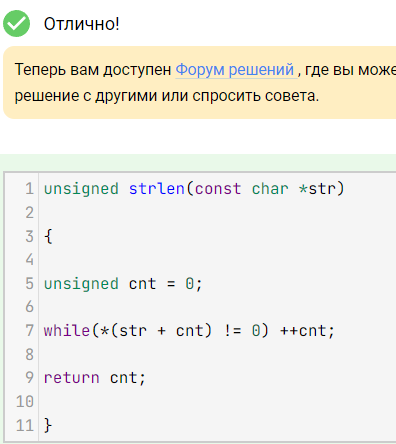 Отлично!
Теперь вам доступен Форум решений , где вы може
решение с другими или спросить совета.
1 unsigned strlen(const char *str)
2
3 {
4
5 unsigned cnt = 0;
6
7 while(*(str + cnt) != 0) ++cnt;
8
9 return cnt;
10
11 }